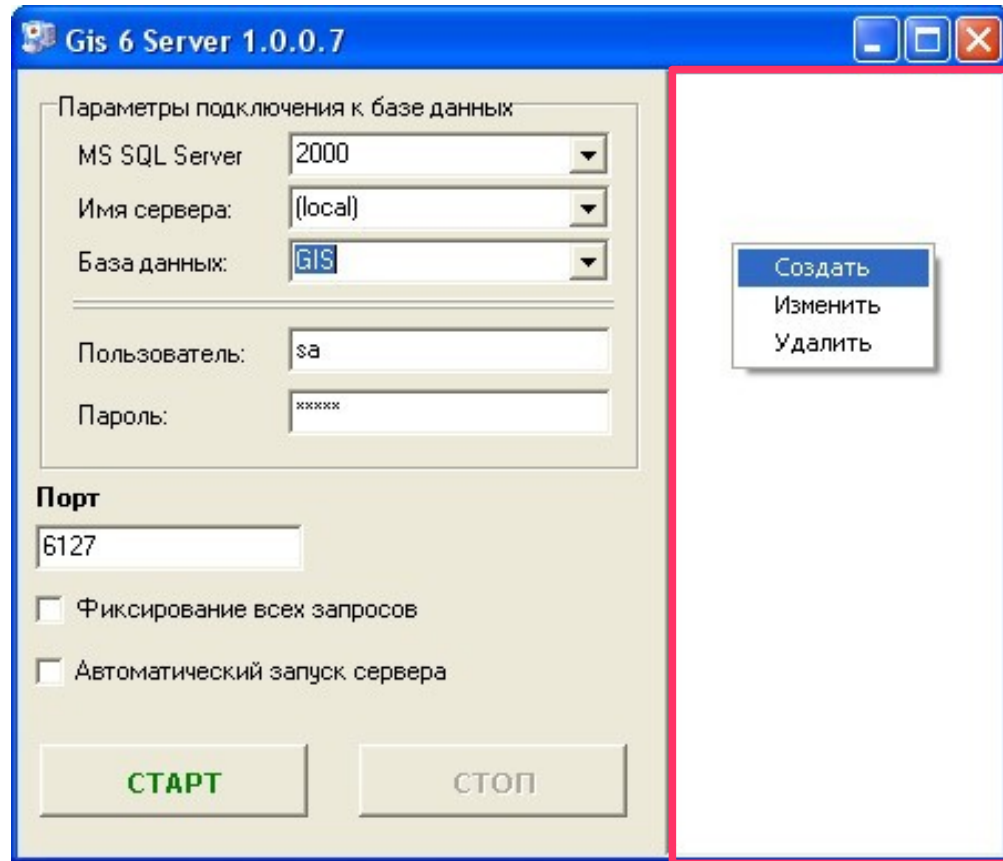 Gis 6 Server 1.0.0.7
Параметры подключения к базе данных
MS SQL Server 2000
Имя сервера: (local)
База данных: GIS
Пользователь: sa
Пароль: *****
Порт
6127
Фиксирование всех запросов
Автоматический запуск сервера
СТАРТ СТОП
Создать
Изменить
Удалить